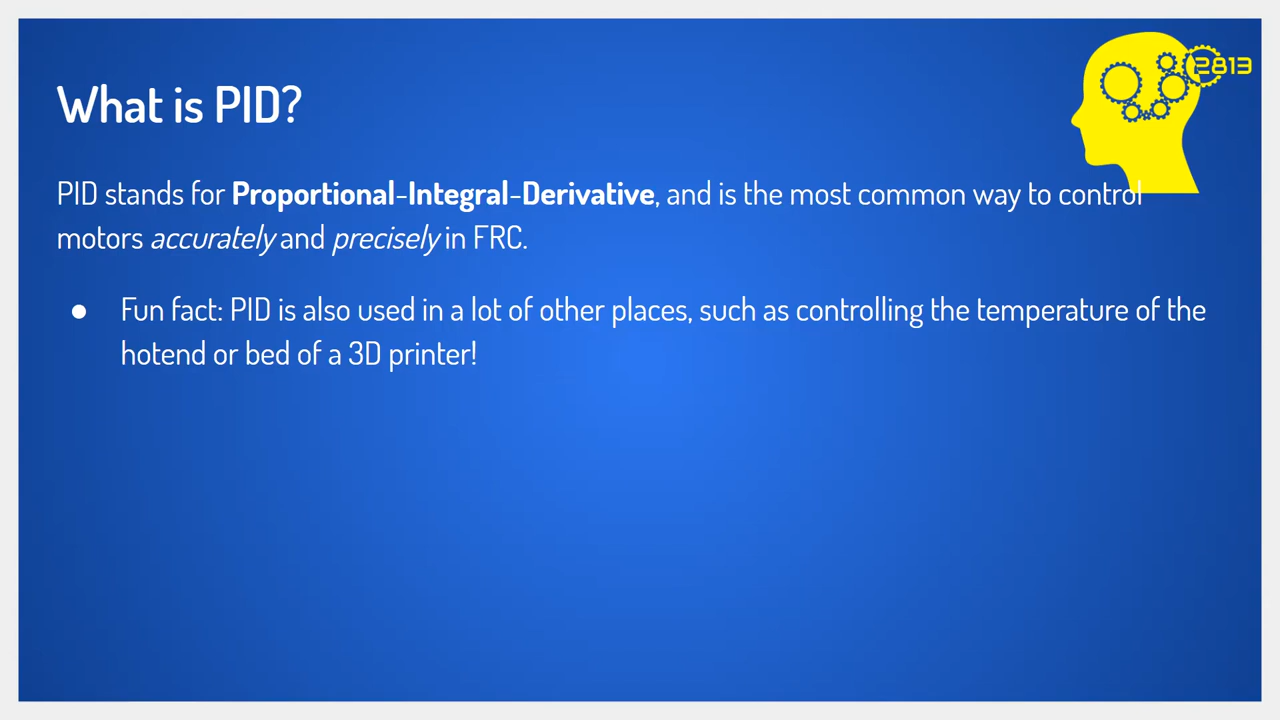 2813
What is PID?
PID stands for Proportional-Integral-Derivative, and is the most common way to control
motors accurately and precisely in FRC.
● Fun fact: PID is also used in a lot of other places, such as controlling the temperature of the
hotend or bed of a 3D printer!